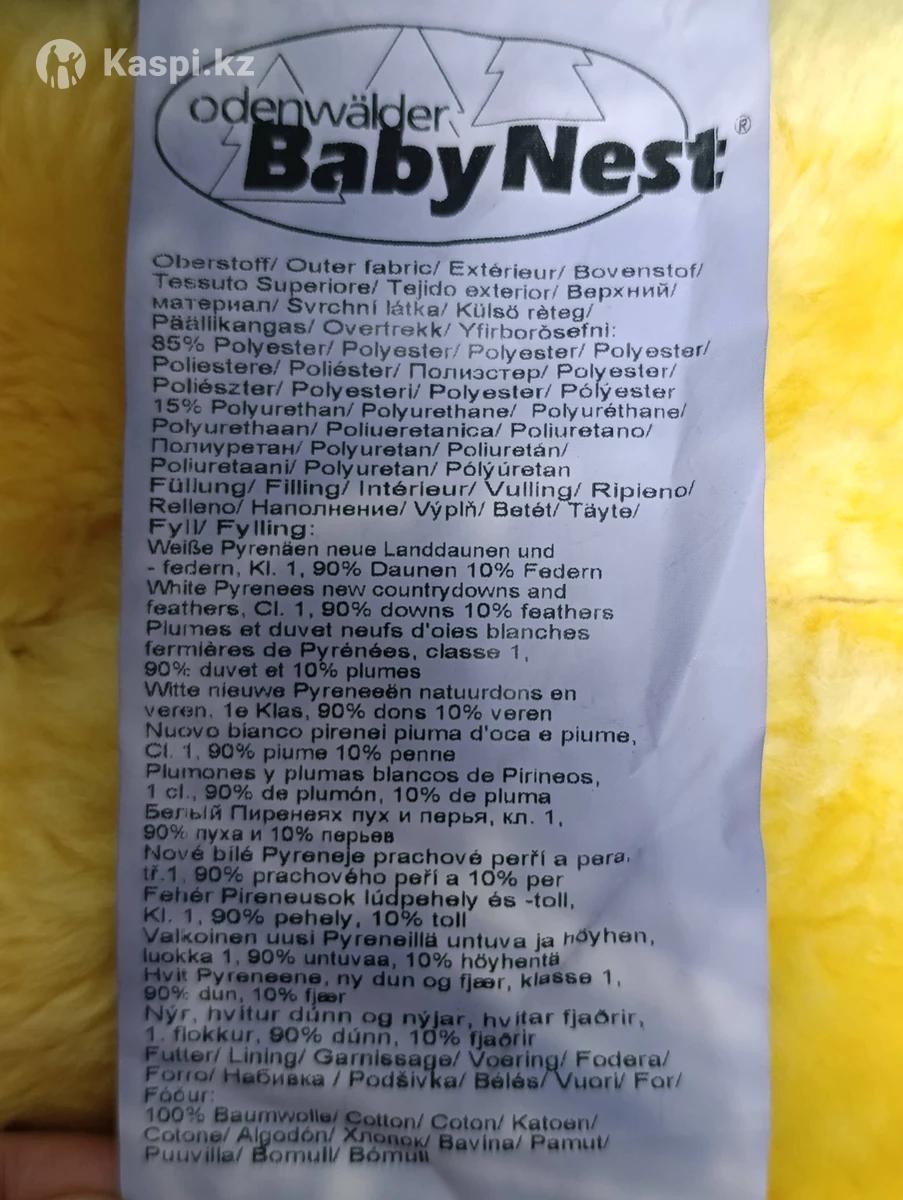 Kaspi.kz
odenwälder
BabyNest®
Oberstoff/ Outer fabric/ Extérieur/ Bovenstof/
Tessuto Superiore/ Tejido exterior/ Верхний/
материал/ Svrchní látka/ Külsö rèteg/
Päällikangas/ Overtrekk/ Yfirborðsefni:
85% Polyester/ Polyester/ Polyester/ Polyester/
Poliestere/ Poliéster/ Полиэстер/ Polyester/
Poliészter/ Polyesteri/ Polyester/ Pólýester
15% Polyurethan/ Polyurethane/ Polyuréthane/
Polyurethaan/ Poliueretanica/ Poliuretano/
Полиуретан/ Polyuretan/ Poliuretán/
Poliuretaani/ Polyuretan/ Pólýúretan
Füllung/ Filling/ Intérieur/ Vulling/ Ripieno/
Relleno/ Наполнение/ Výplň/ Betét/ Täyte/
Fyll/ Fylling:
Weiße Pyrenäen neue Landdaunen und
- federn, Kl. 1, 90% Daunen 10% Federn
White Pyrenees new countrydowns and
feathers, Cl. 1, 90% downs 10% feathers
Plumes et duvet neufs d'oies blanches
fermières de Pyrénées, classe 1,
90% duvet et 10% plumes
Witte nieuwe Pyreneeën natuurdons en
veren, 1e Klas, 90% dons 10% veren
Nuovo bianco pirenei piuma d'oca e piume,
Cl. 1, 90% piume 10% penne
Plumones y plumas blancos de Pirineos,
1 cl., 90% de plumón, 10% de pluma
Белый Пиренеях пух и перья, кл. 1,
90% пуха и 10% перьев
Nové bílé Pyreneje prachové perří a pera,
tř.1, 90% prachového peří a 10% per
Fehér Pireneusok lúdpehely és -toll,
Kl. 1, 90% pehely, 10% toll
Valkoinen uusi Pyreneillä untuva ja höyhen,
luokka 1, 90% untuvaa, 10% höyhentä
Hvit Pyreneene, ny dun og fjær, klasse 1,
90% dun, 10% fjær
Nýr, hvitur dúnn og nýjar, hvitar fjaðrir,
1. flokkur, 90% dúnn, 10% fjaðrir
Futter/ Lining/ Garnissage/ Voering/ Fodera/
Forro/ Набивка / Podšívka/ Bélés/ Vuori/ For/
Fóður:
100% Baumwolle/ Cotton/ Coton/ Katoen/
Cotone/ Algodón/ Хлопок/ Bavlna/ Pamut/
Puuvilla/ Bomull/ Bómull